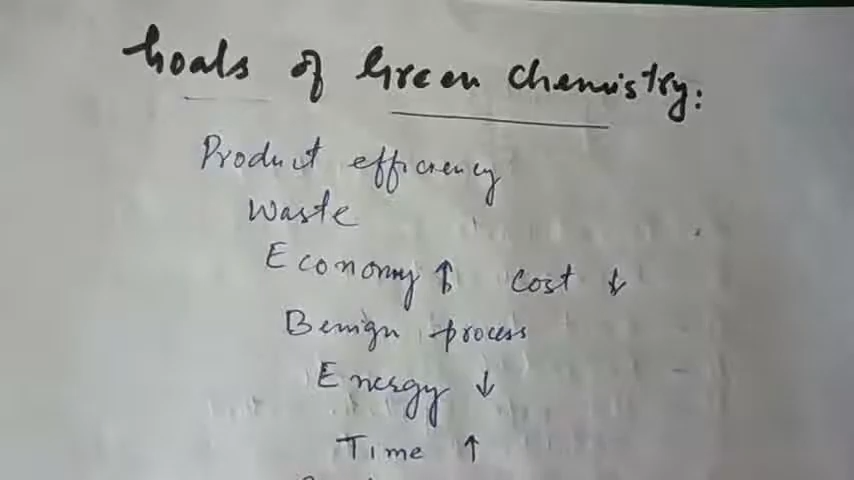 Goals of Green Chemistry:
Product efficiency
Waste
Economy ↑ Cost ↓
Benign process
Energy ↓
Time ↑